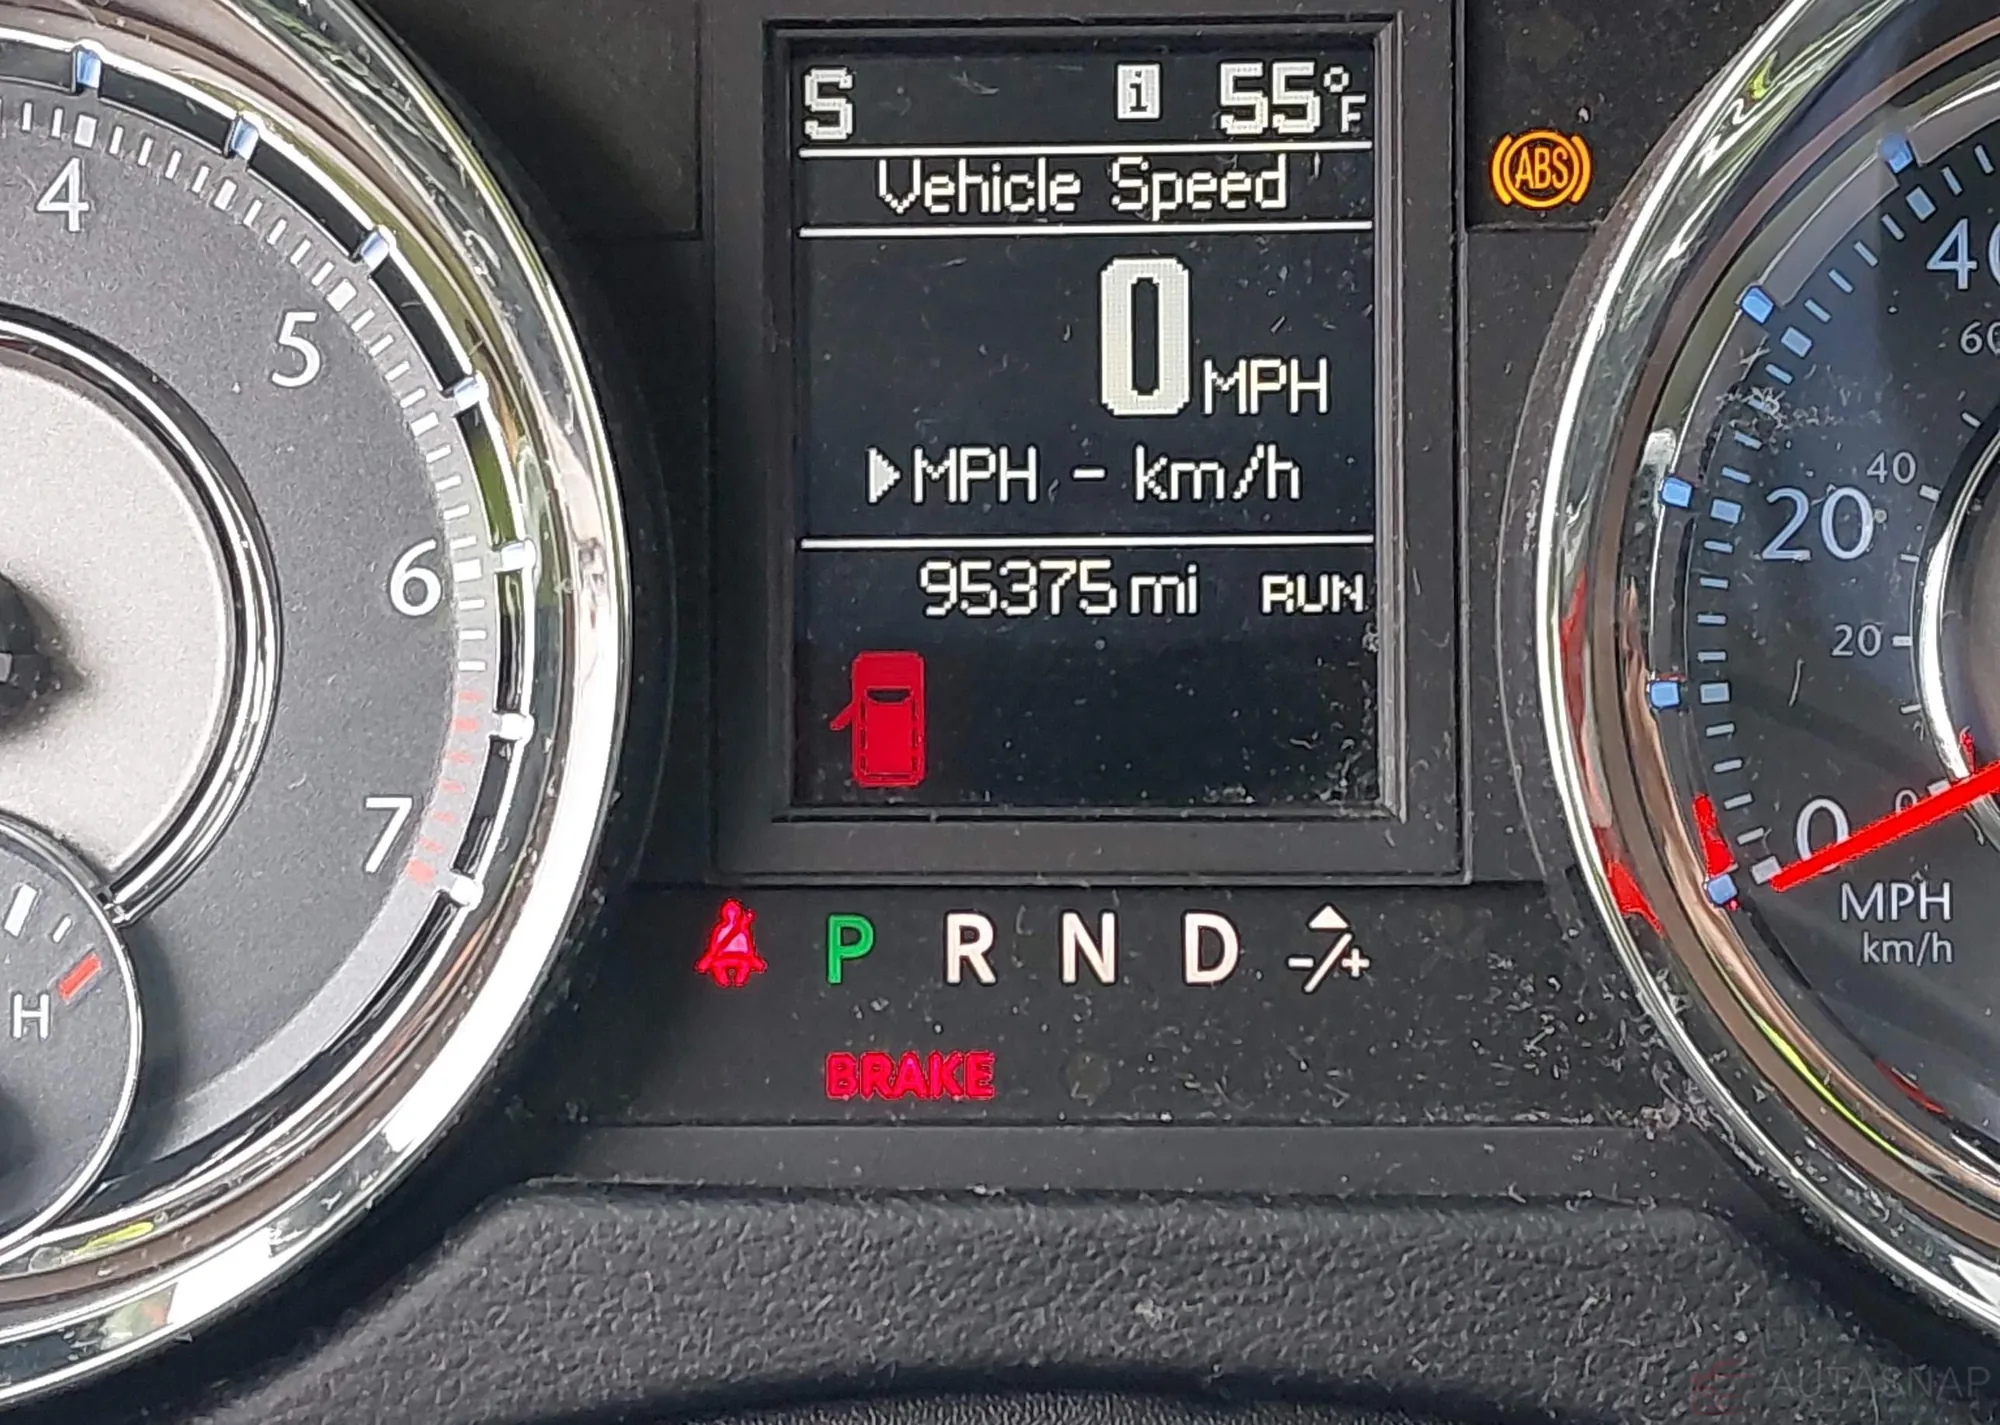 S i 55°F
Vehicle Speed
0 MPH
▶MPH - km/h
95375 mi RUN
P R N D -/+
BRAKE
ABS
4
5
6
7
H
40
60
20
40
20
0
0
MPH
km/h
AUTASNAP